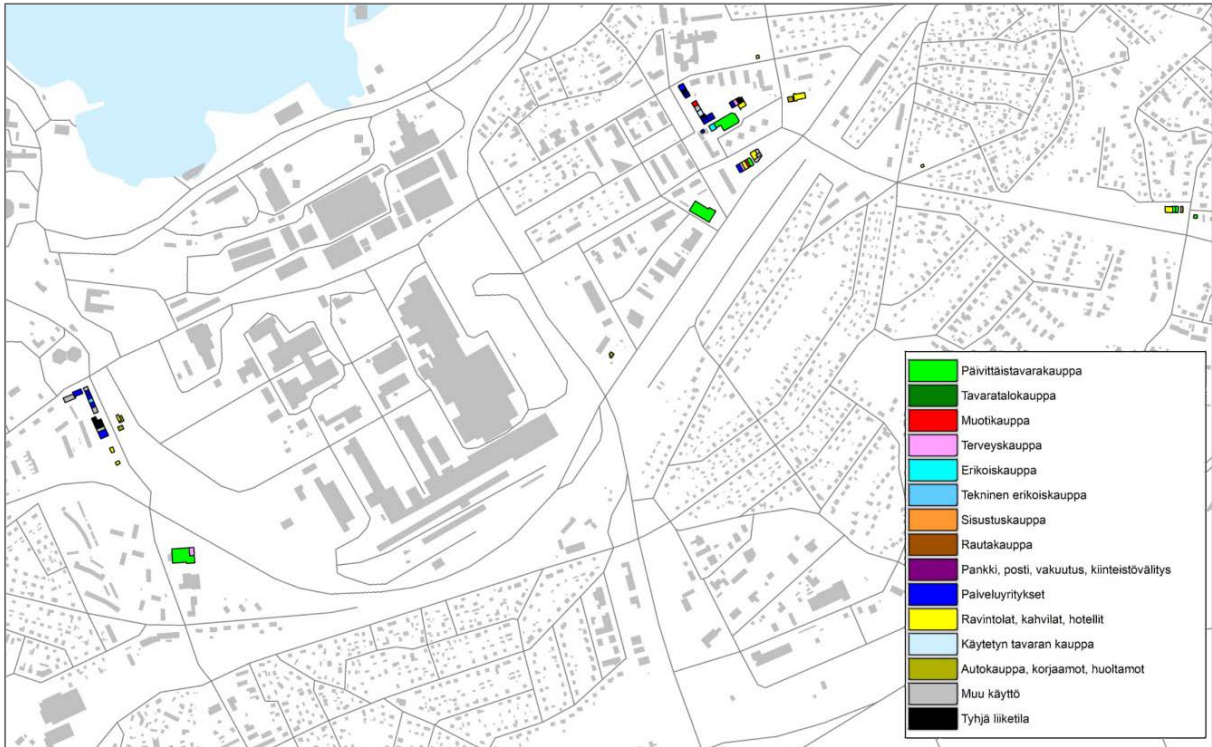 Päivittäistavarakauppa
Tavaratalokauppa
Muotikauppa
Terveyskauppa
Erikoiskauppa
Tekninen erikoiskauppa
Sisustuskauppa
Rautakauppa
Pankki, posti, vakuutus, kiinteistövälitys
Palveluyritykset
Ravintolat, kahvilat, hotellit
Käytetyn tavaran kauppa
Autokauppa, korjaamot, huoltamot
Muu käyttö
Tyhjä liiketila